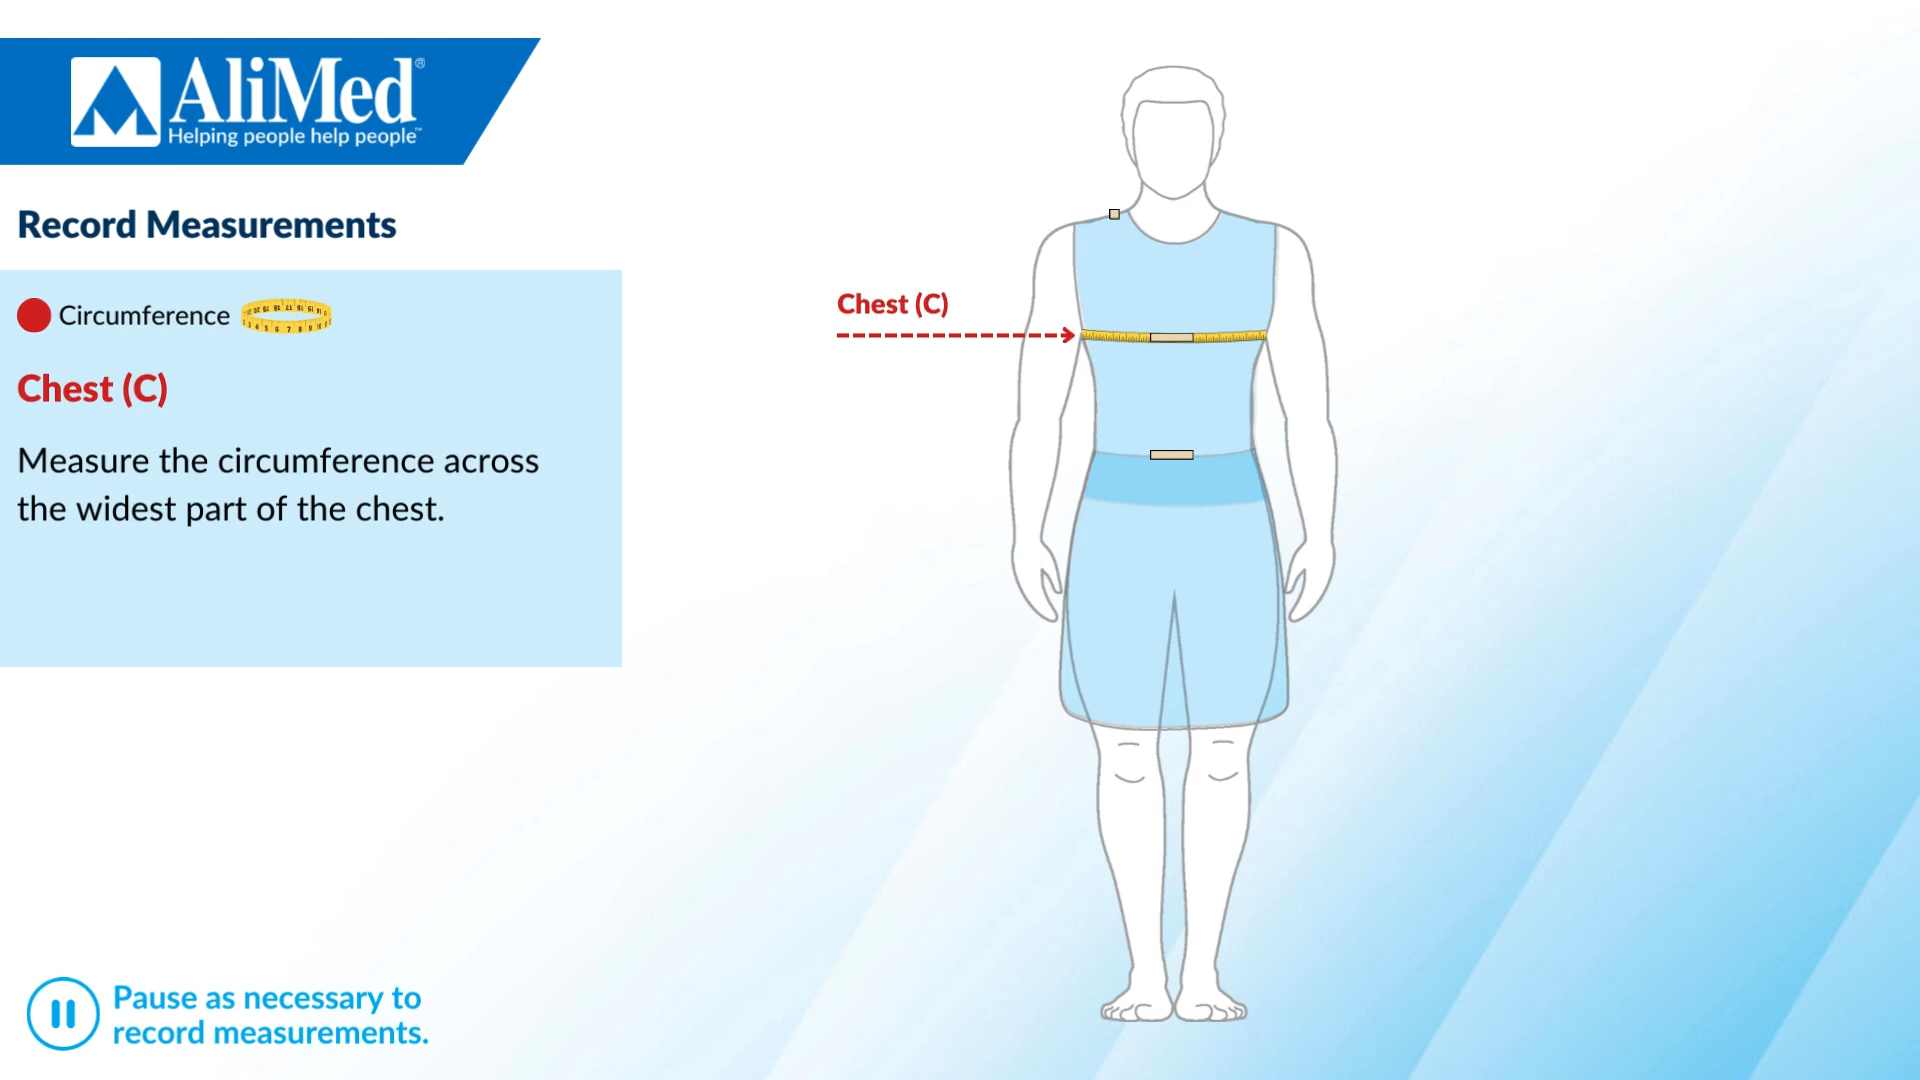 AliMed®
Helping people help people™
Record Measurements
Circumference
Chest (C)
Measure the circumference across
the widest part of the chest.
Chest (C)
Pause as necessary to
record measurements.